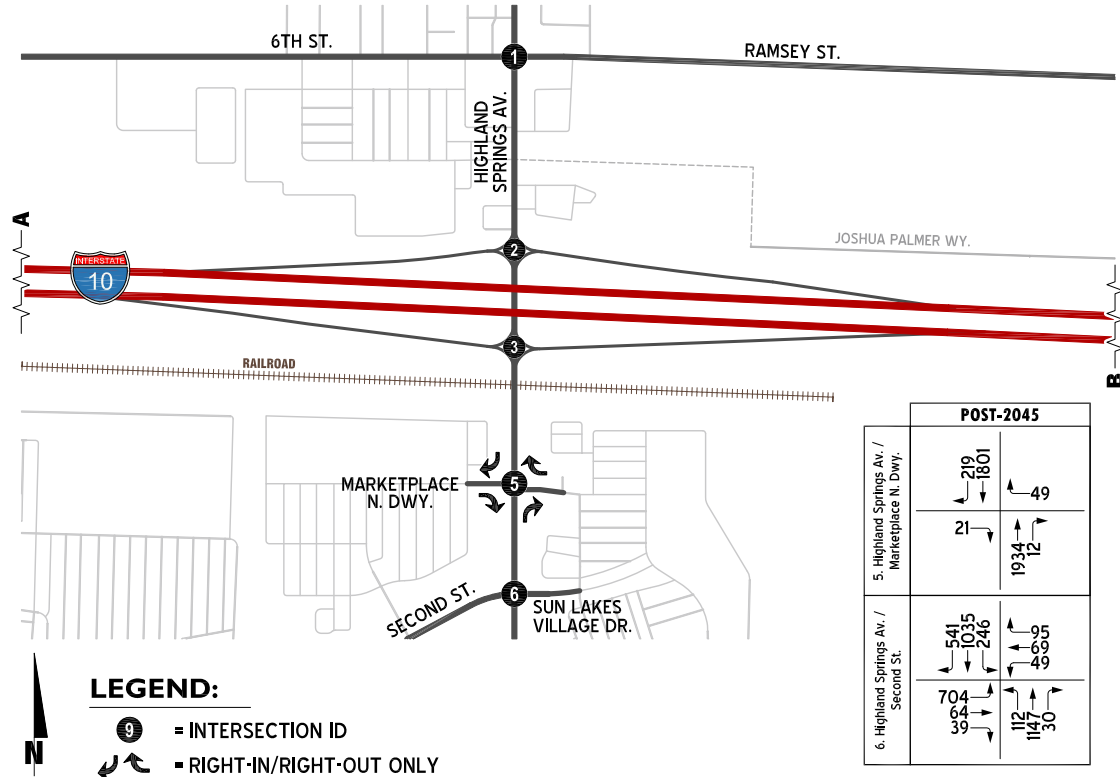 6TH ST.
RAMSEY ST.
1
HIGHLAND
SPRINGS AV.
A
2
JOSHUA PALMER WY.
INTERSTATE
10
3
RAILROAD
B
MARKETPLACE
N. DWY.
5
SECOND ST.
6
SUN LAKES
VILLAGE DR.
POST-2045
5. Highland Springs Av. /
Marketplace N. Dwy.
219
1801
49
21
1934
12
6. Highland Springs Av. /
Second St.
541
1035
246
95
69
49
704
64
39
112
1147
30
N
LEGEND:
9 = INTERSECTION ID
= RIGHT-IN/RIGHT-OUT ONLY